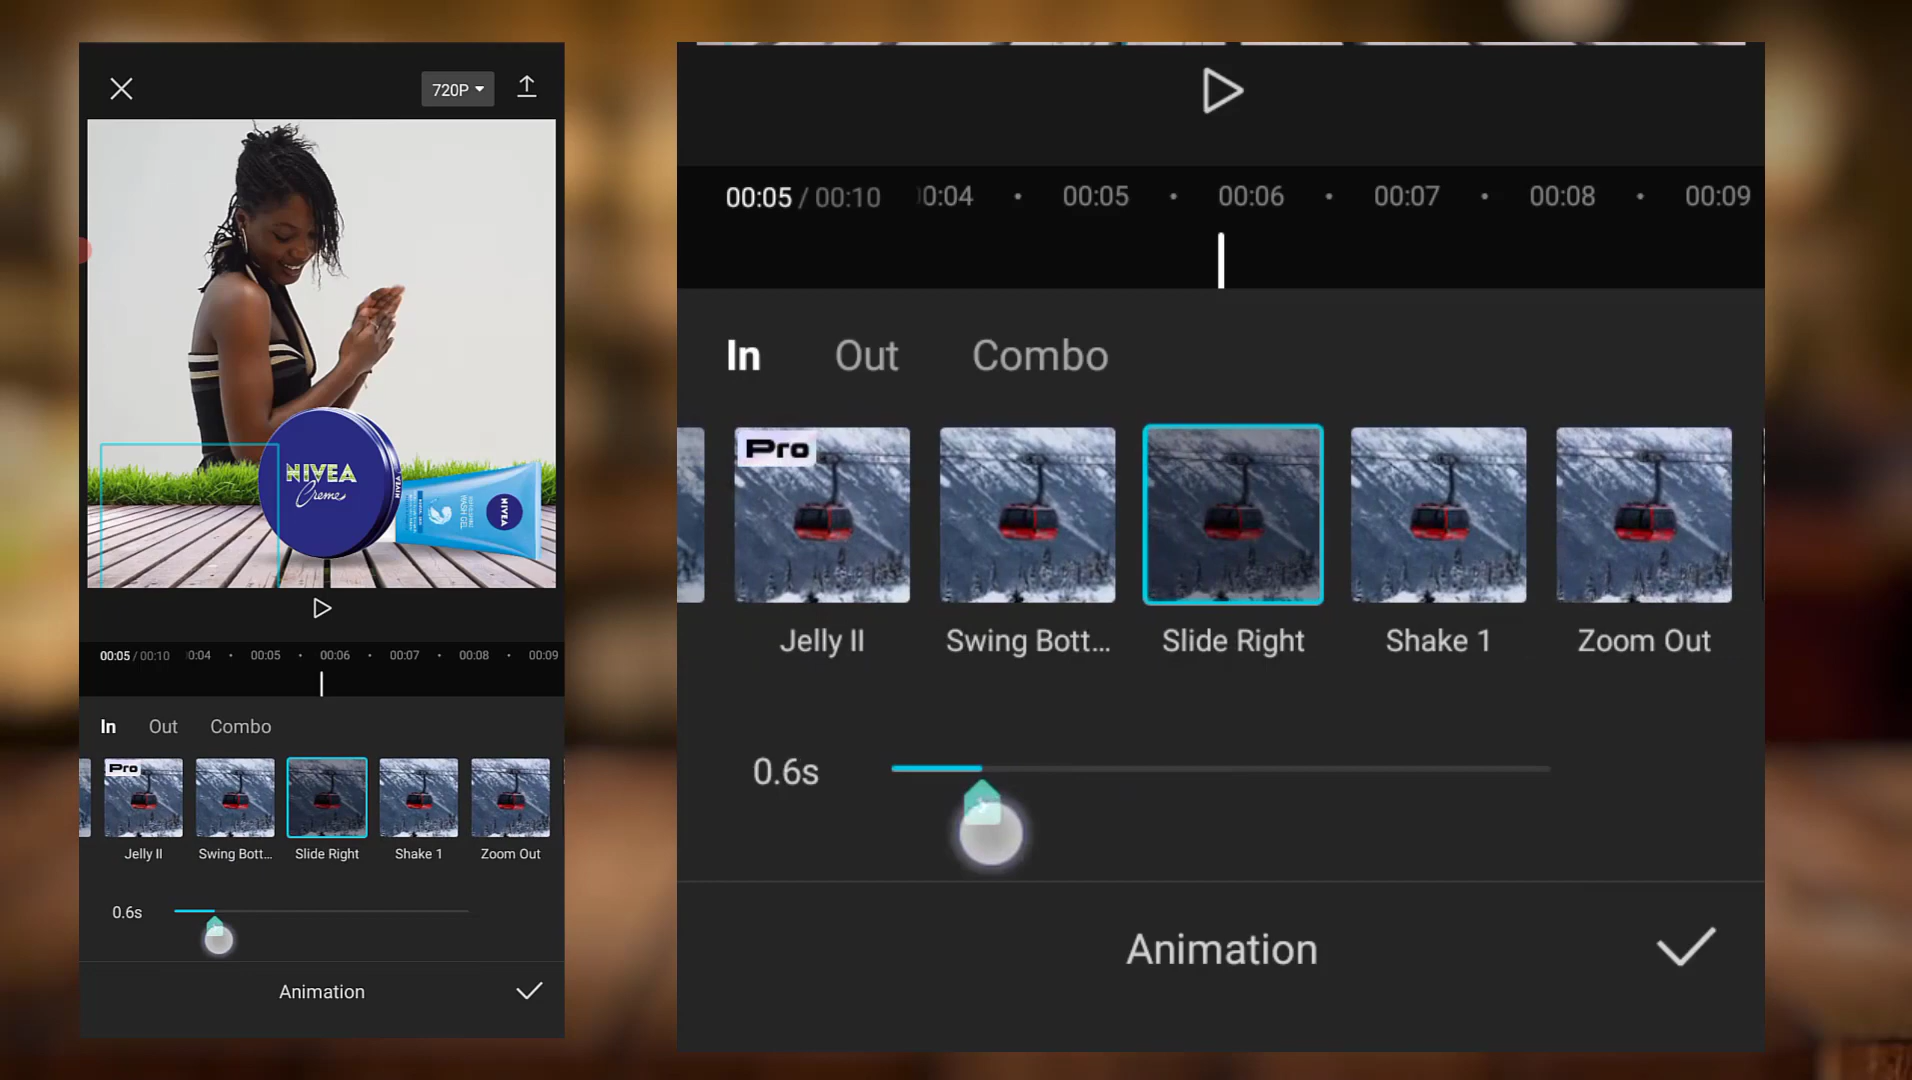 720P
NIVEA
Creme
NIVEA
WASH GEL
NIVEA
00:05 / 00:10 0:04 00:05 00:06 00:07 00:08 00:09
In Out Combo
Pro
Jelly II Swing Bott... Slide Right Shake 1 Zoom Out
0.6s
Animation
00:05 / 00:10 0:04 00:05 00:06 00:07 00:08 00:09
In Out Combo
Pro
Jelly II Swing Bott... Slide Right Shake 1 Zoom Out
0.6s
Animation